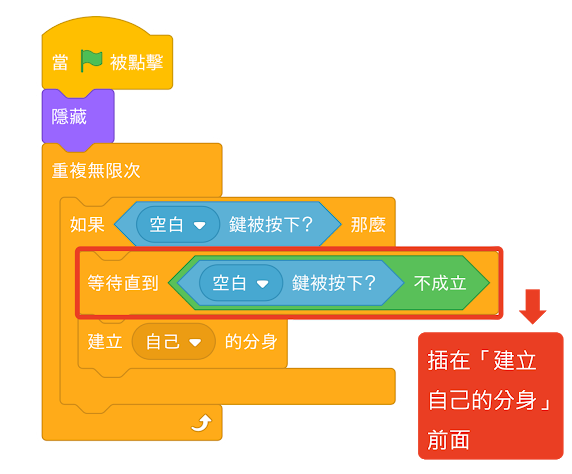 當 被點擊
隱藏
重複無限次
如果 空白 鍵被按下? 那麼
等待直到 空白 鍵被按下? 不成立
建立 自己 的分身
插在「建立
自己的分身」
前面